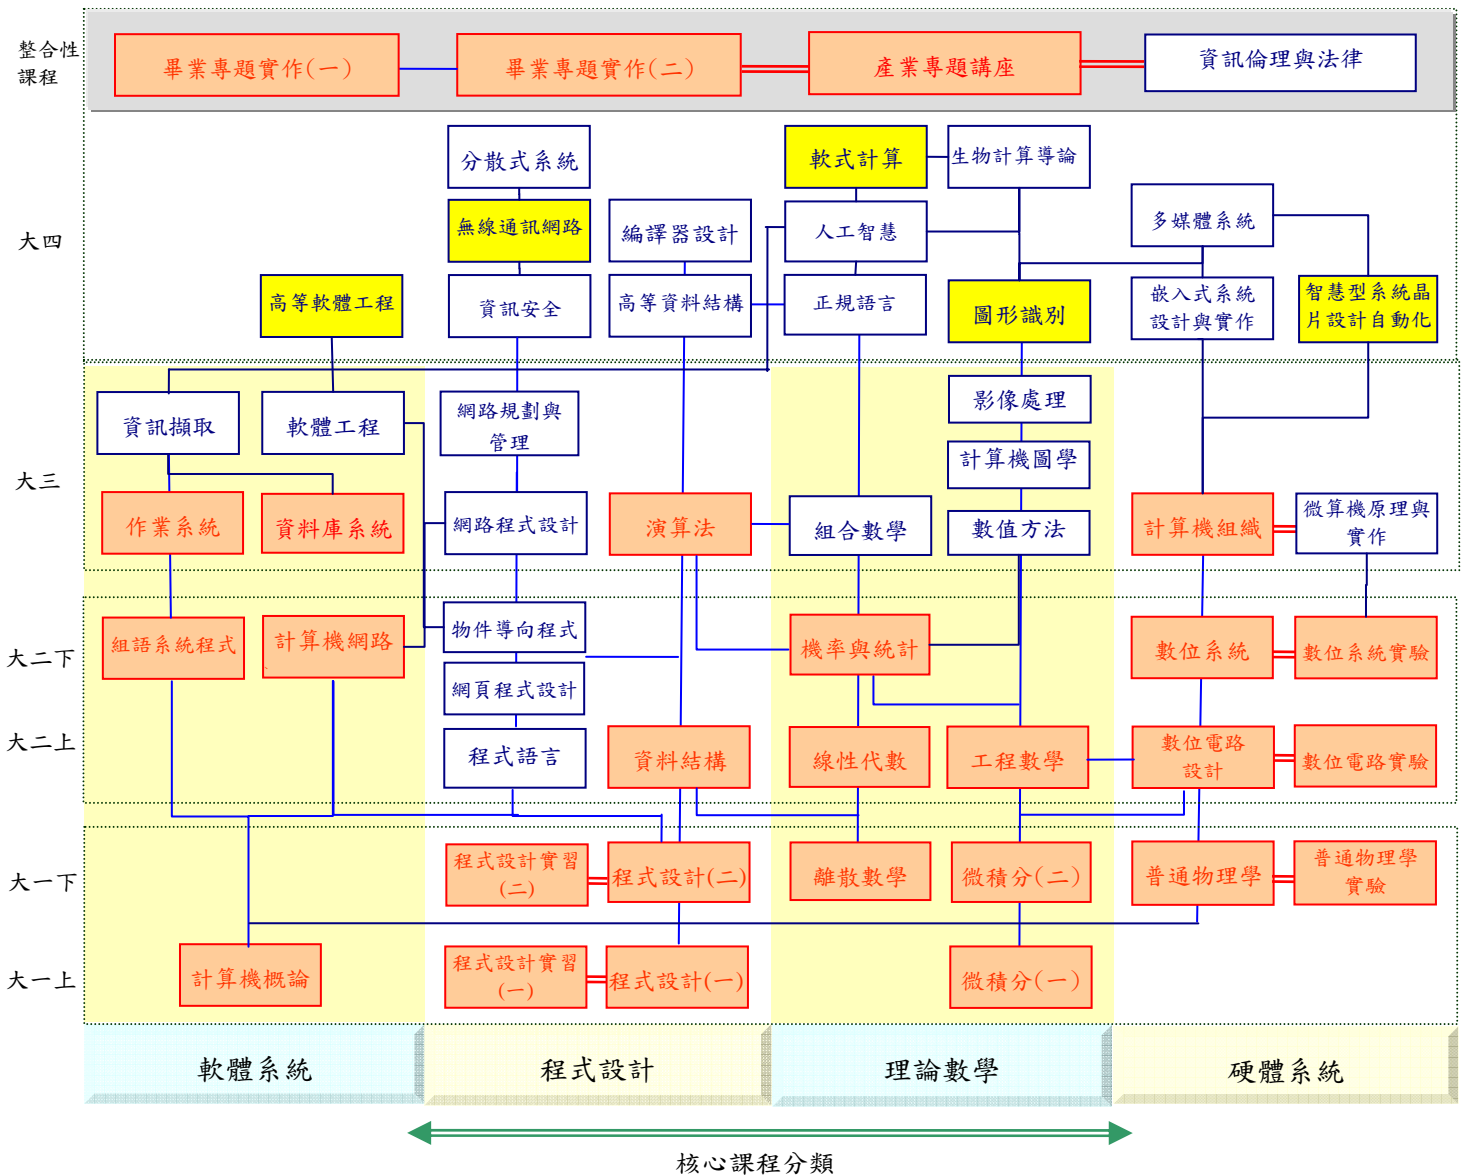 整合性
課程
畢業專題實作(一)
畢業專題實作(二)
產業專題講座
資訊倫理與法律
大四
分散式系統
軟式計算
生物計算導論
無線通訊網路
編譯器設計
人工智慧
多媒體系統
高等軟體工程
資訊安全
高等資料結構
正規語言
圖形識別
嵌入式系統
設計與實作
智慧型系統晶
片設計自動化
大三
資訊擷取
軟體工程
網路規劃與
管理
影像處理
計算機圖學
作業系統
資料庫系統
網路程式設計
演算法
組合數學
數值方法
計算機組織
微算機原理與
實作
大二下
組語系統程式
計算機網路
物件導向程式
網頁程式設計
機率與統計
數位系統
數位系統實驗
大二上
程式語言
資料結構
線性代數
工程數學
數位電路
設計
數位電路實驗
大一下
程式設計實習
(二)
程式設計(二)
離散數學
微積分(二)
普通物理學
普通物理學
實驗
大一上
計算機概論
程式設計實習
(一)
程式設計(一)
微積分(一)
軟體系統
程式設計
理論數學
硬體系統
核心課程分類